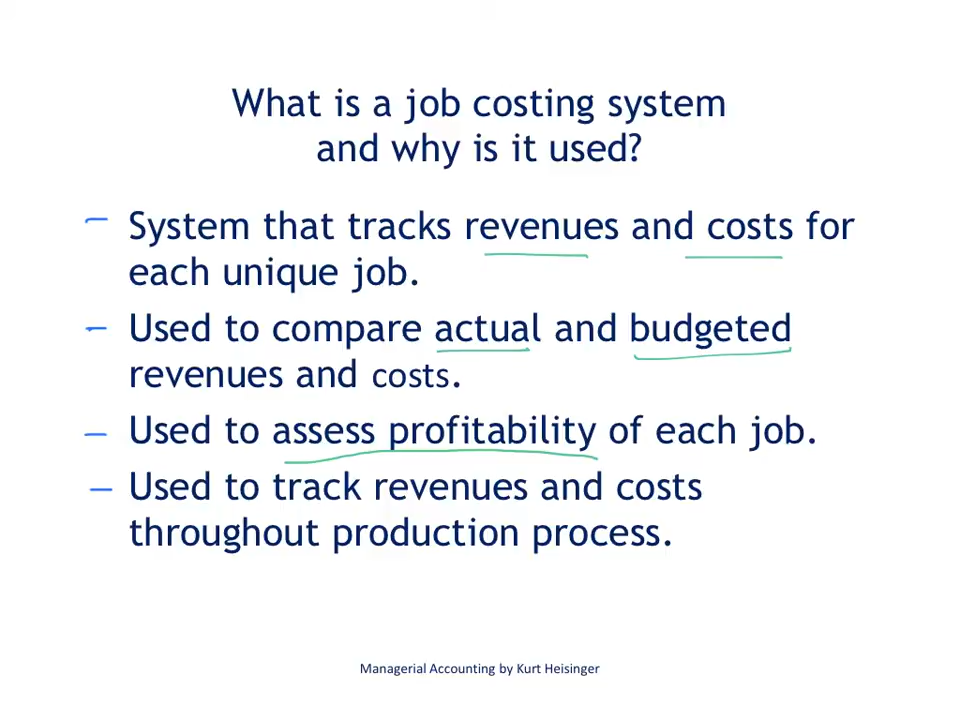 What is a job costing system
and why is it used?
– System that tracks revenues and costs for
each unique job.
– Used to compare actual and budgeted
revenues and costs.
– Used to assess profitability of each job.
– Used to track revenues and costs
throughout production process.
Managerial Accounting by Kurt Heisinger